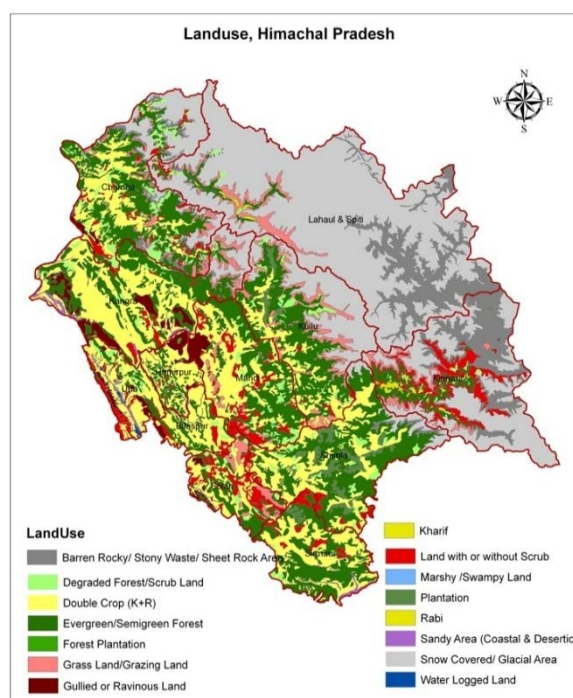 Landuse, Himachal Pradesh
N
W
E
S
Chamba
Lahaul & Spiti
Kangra
Kullu
Hamirpur
Mandi
Una
Kinnaur
Bilaspur
Shimla
Solan
Sirmaur
LandUse
Barren Rocky/ Stony Waste/ Sheet Rock Area
Degraded Forest/Scrub Land
Double Crop (K+R)
Evergreen/Semigreen Forest
Forest Plantation
Grass Land/Grazing Land
Gullied or Ravinous Land
Kharif
Land with or without Scrub
Marshy /Swampy Land
Plantation
Rabi
Sandy Area (Coastal & Desertic
Snow Covered/ Glacial Area
Water Logged Land